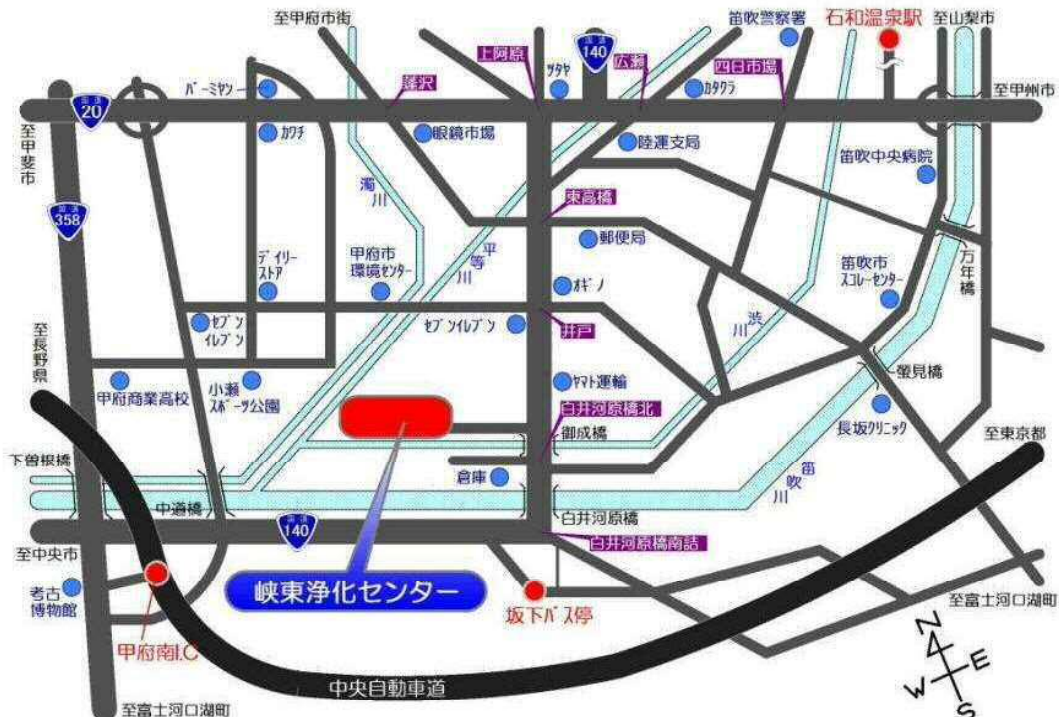 至甲府市街
笛吹警察署
石和温泉駅
至山梨市
上阿原
国道
140
広瀬
四日市場
ツタヤ
カタクラ
バーミヤン
蓬沢
国道
20
至甲州市
至甲斐市
カワチ
眼鏡市場
陸運支局
笛吹中央病院
国道
358
濁川
東高橋
平等川
郵便局
万年橋
デイリー
ストア
甲府市
環境センター
オギノ
渋川
笛吹市
スコレーセンター
セブン
イレブン
セブンイレブン
井戸
至長野県
螢見橋
甲府商業高校
小瀬
スポーツ公園
ヤマト運輸
白井河原橋北
長坂クリニック
御成橋
至東京都
下曽根橋
倉庫
笛吹川
中道橋
国道
140
白井河原橋
白井河原橋南詰
至中央市
考古
博物館
峡東浄化センター
坂下バス停
至富士河口湖町
甲府南I.C
中央自動車道
至富士河口湖町
N
E
W
S